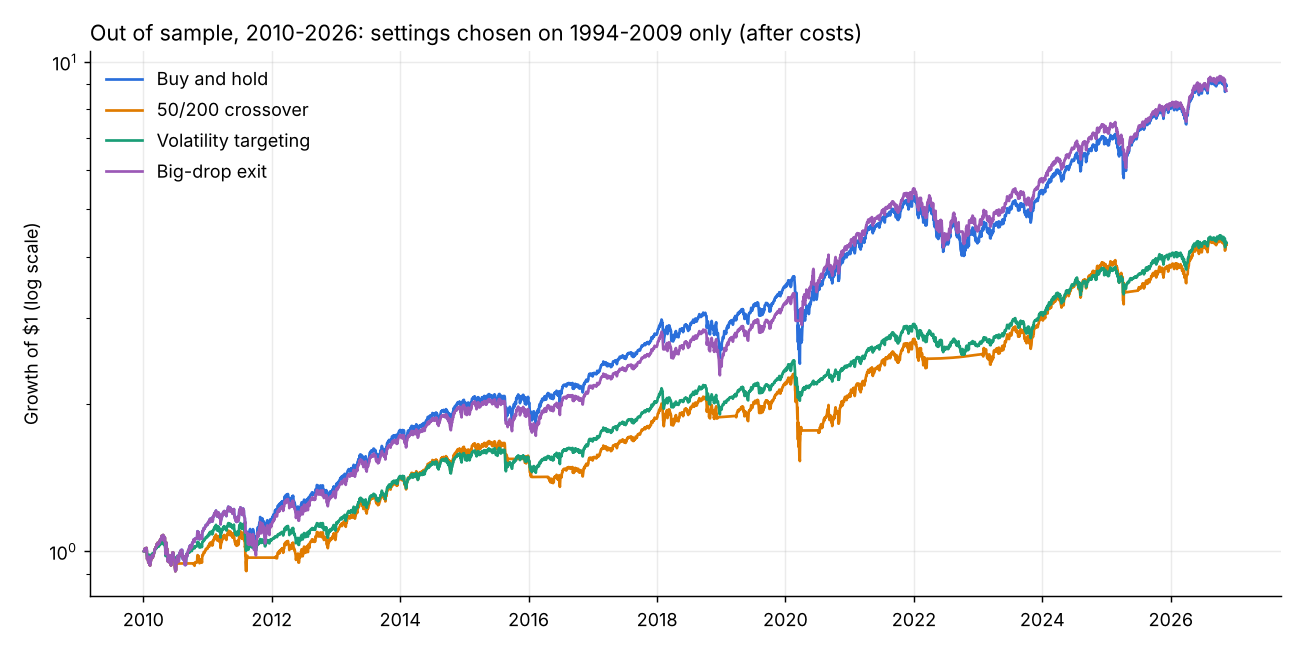 Out of sample, 2010-2026: settings chosen on 1994-2009 only (after costs)
10¹
Buy and hold
50/200 crossover
Volatility targeting
Big-drop exit
Growth of $1 (log scale)
10⁰
2010 2012 2014 2016 2018 2020 2022 2024 2026